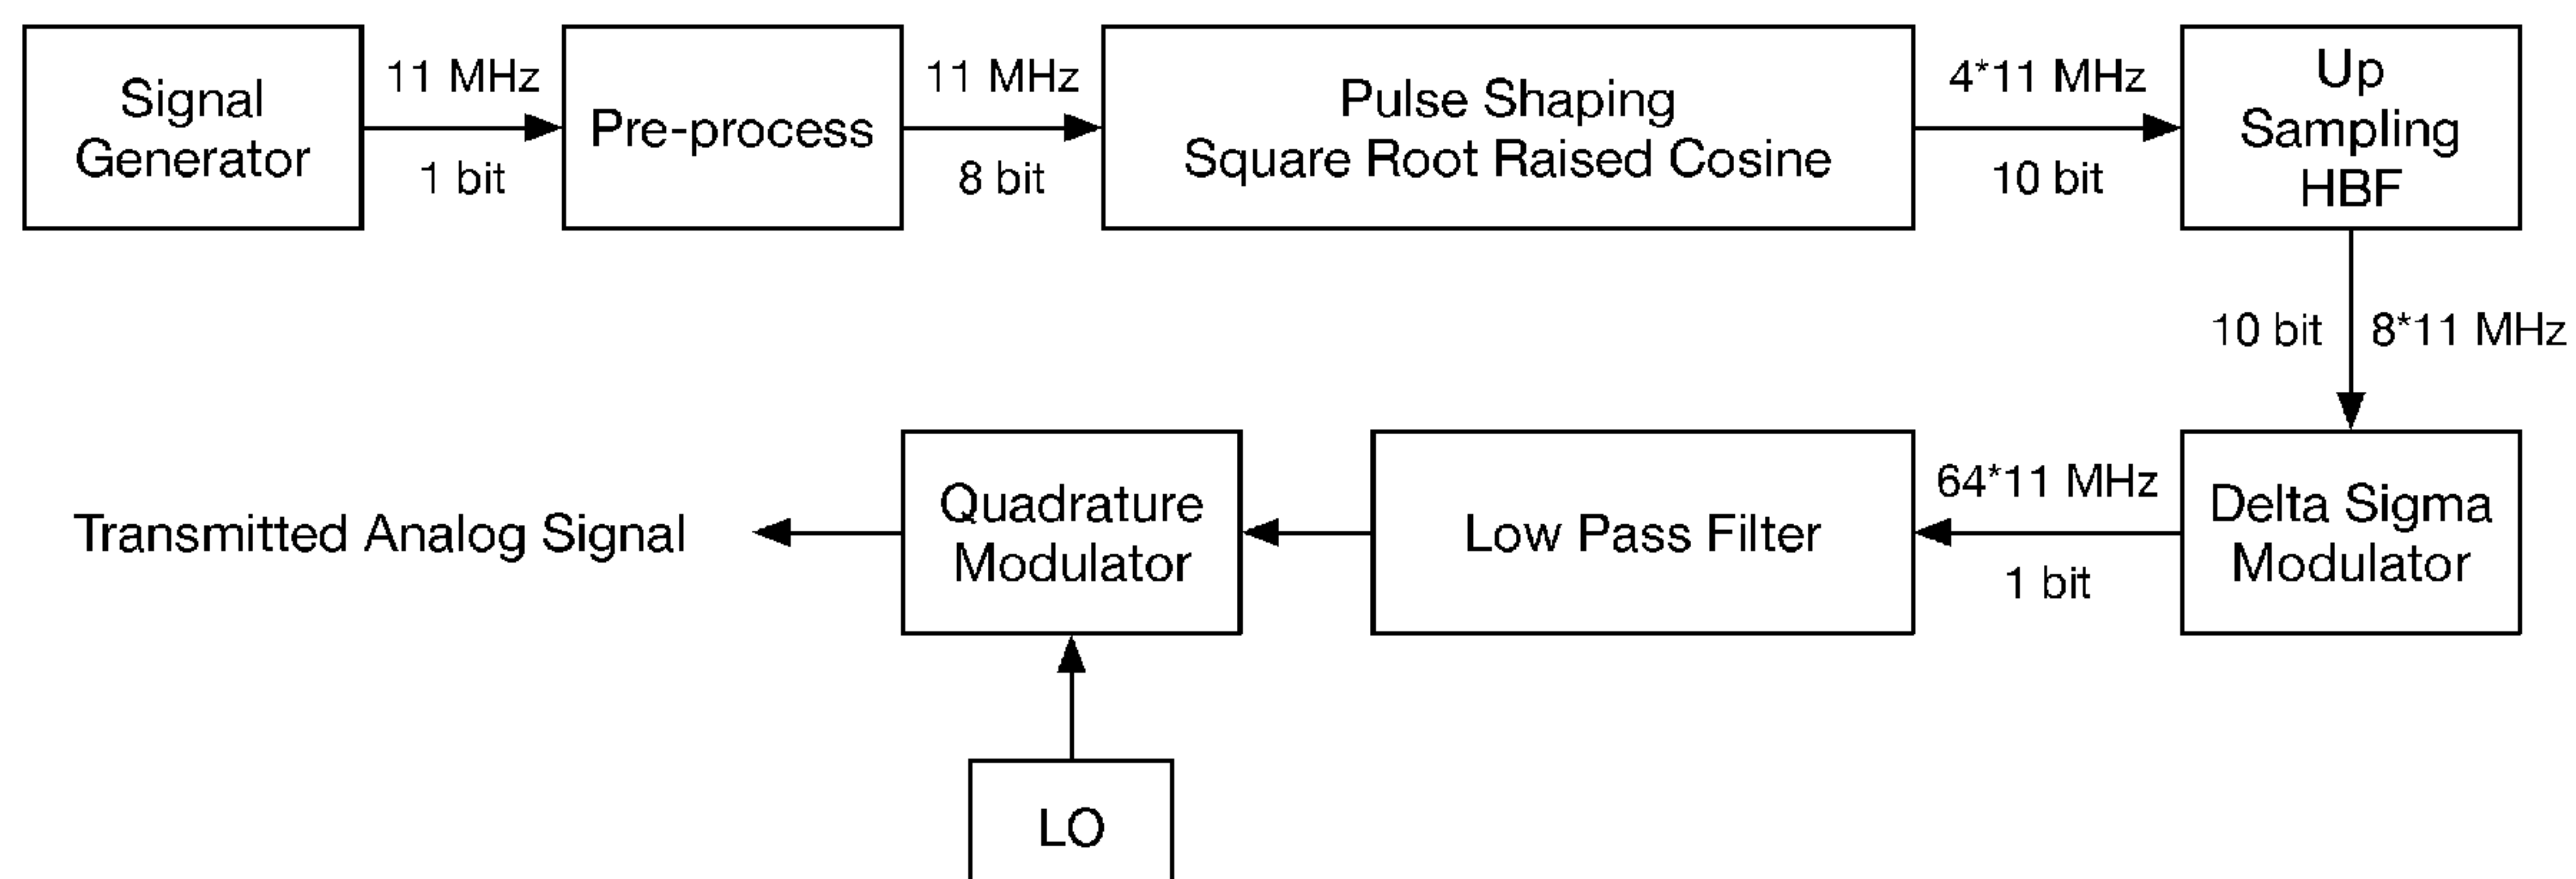 Signal
Generator
11 MHz
1 bit
Pre-process
11 MHz
8 bit
Pulse Shaping
Square Root Raised Cosine
4*11 MHz
10 bit
Up
Sampling
HBF
10 bit
8*11 MHz
Delta Sigma
Modulator
64*11 MHz
1 bit
Low Pass Filter
Quadrature
Modulator
Transmitted Analog Signal
LO